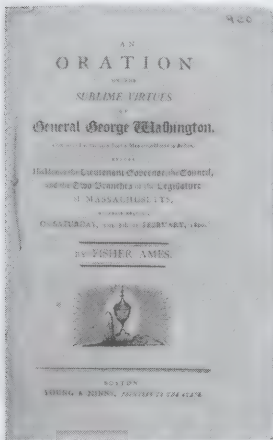 920
AN
ORATION
ON THE
SUBLIME VIRTUES
OF
General George Washington,
BEFORE
the Lieutenant Governor, the Council,
and the Two Branches of the Legislature
OF MASSACHUSETTS,
On SATURDAY, the 8th of FEBRUARY, 1800.
BY FISHER AMES.
BOSTON
YOUNG & MINNS, PRINTERS TO THE STATE.